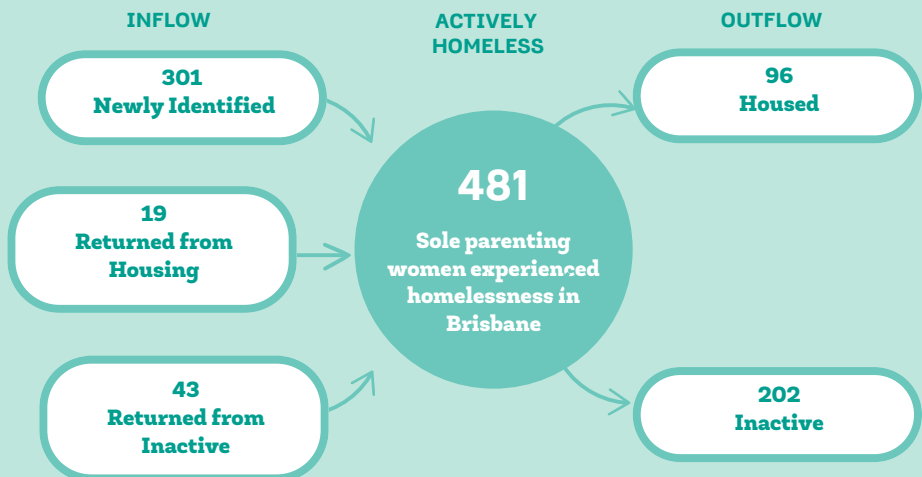 INFLOW
301
Newly Identified
19
Returned from
Housing
43
Returned from
Inactive
ACTIVELY
HOMELESS
481
Sole parenting
women experienced
homelessness in
Brisbane
OUTFLOW
96
Housed
202
Inactive